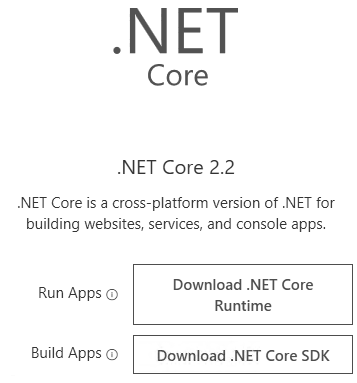 .NET
Core
.NET Core 2.2
.NET Core is a cross-platform version of .NET for
building websites, services, and console apps.
Run Apps ⓘ
Download .NET Core
Runtime
Build Apps ⓘ
Download .NET Core SDK